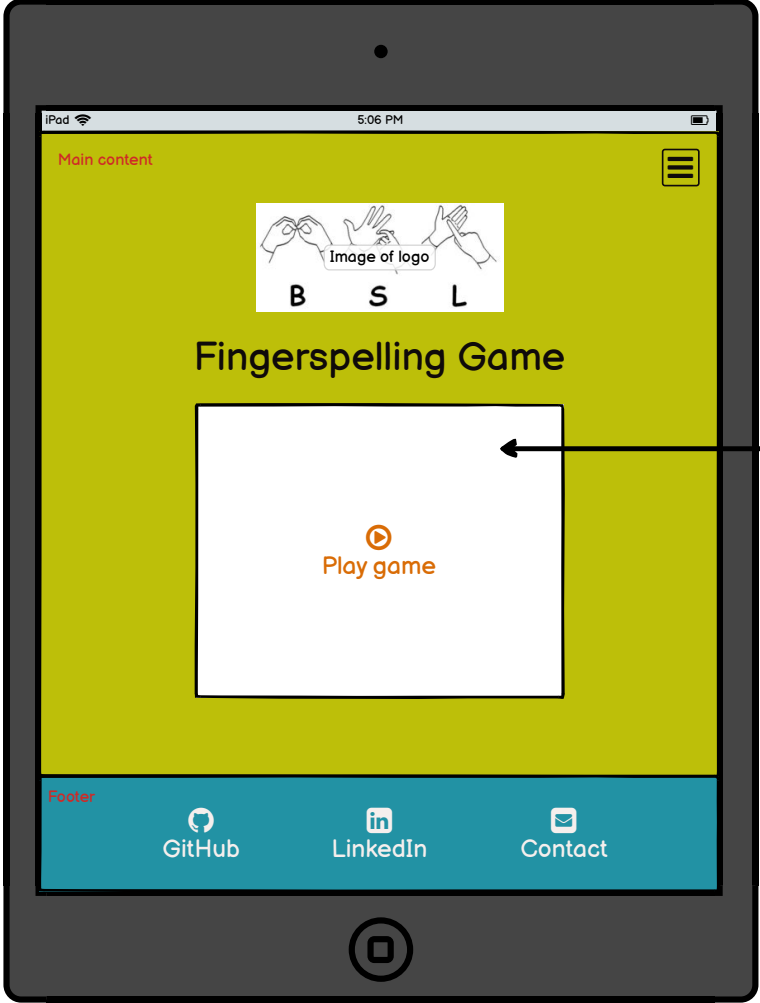 iPad 5:06 PM
Main content
Image of logo
B S L
Fingerspelling Game
Play game
Footer
GitHub LinkedIn Contact